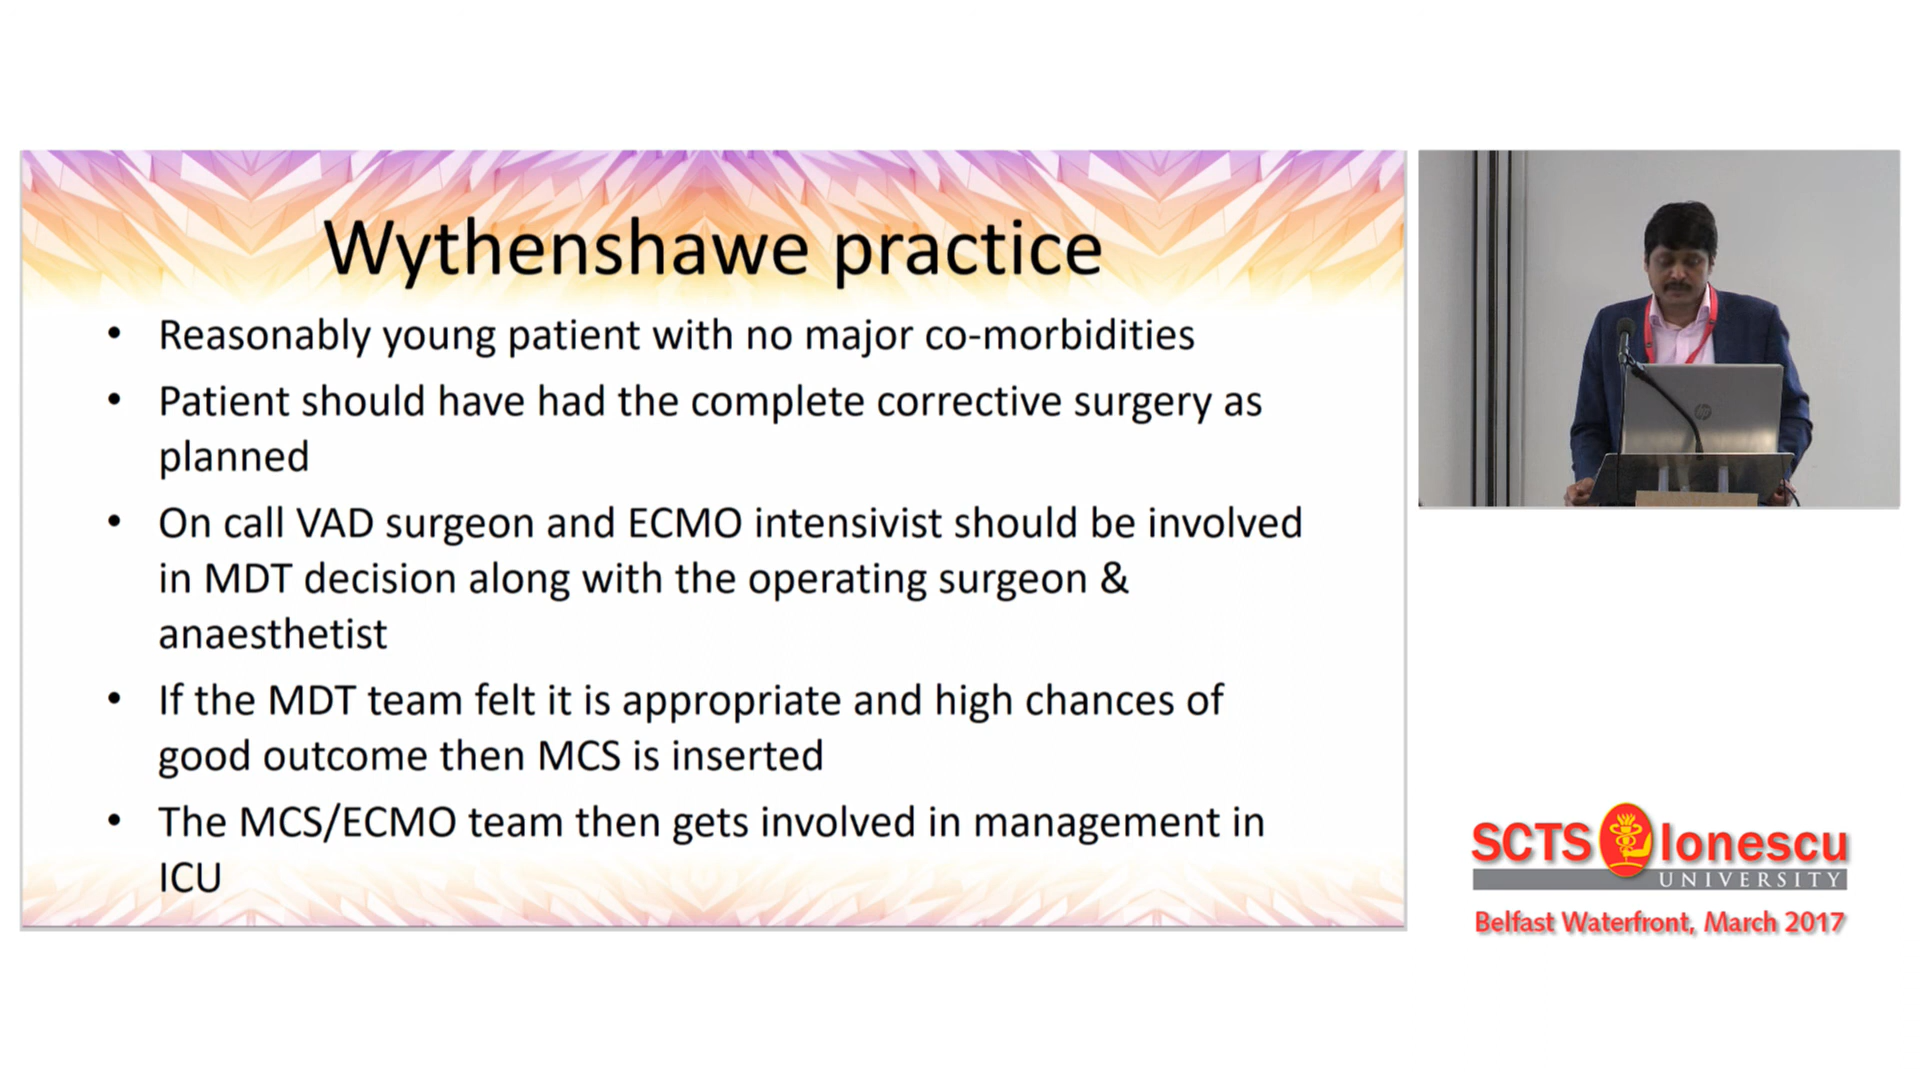 Wythenshawe practice
• Reasonably young patient with no major co-morbidities
• Patient should have had the complete corrective surgery as
planned
• On call VAD surgeon and ECMO intensivist should be involved
in MDT decision along with the operating surgeon &
anaesthetist
• If the MDT team felt it is appropriate and high chances of
good outcome then MCS is inserted
• The MCS/ECMO team then gets involved in management in
ICU
hp
SCTS Ionescu
UNIVERSITY
Belfast Waterfront, March 2017